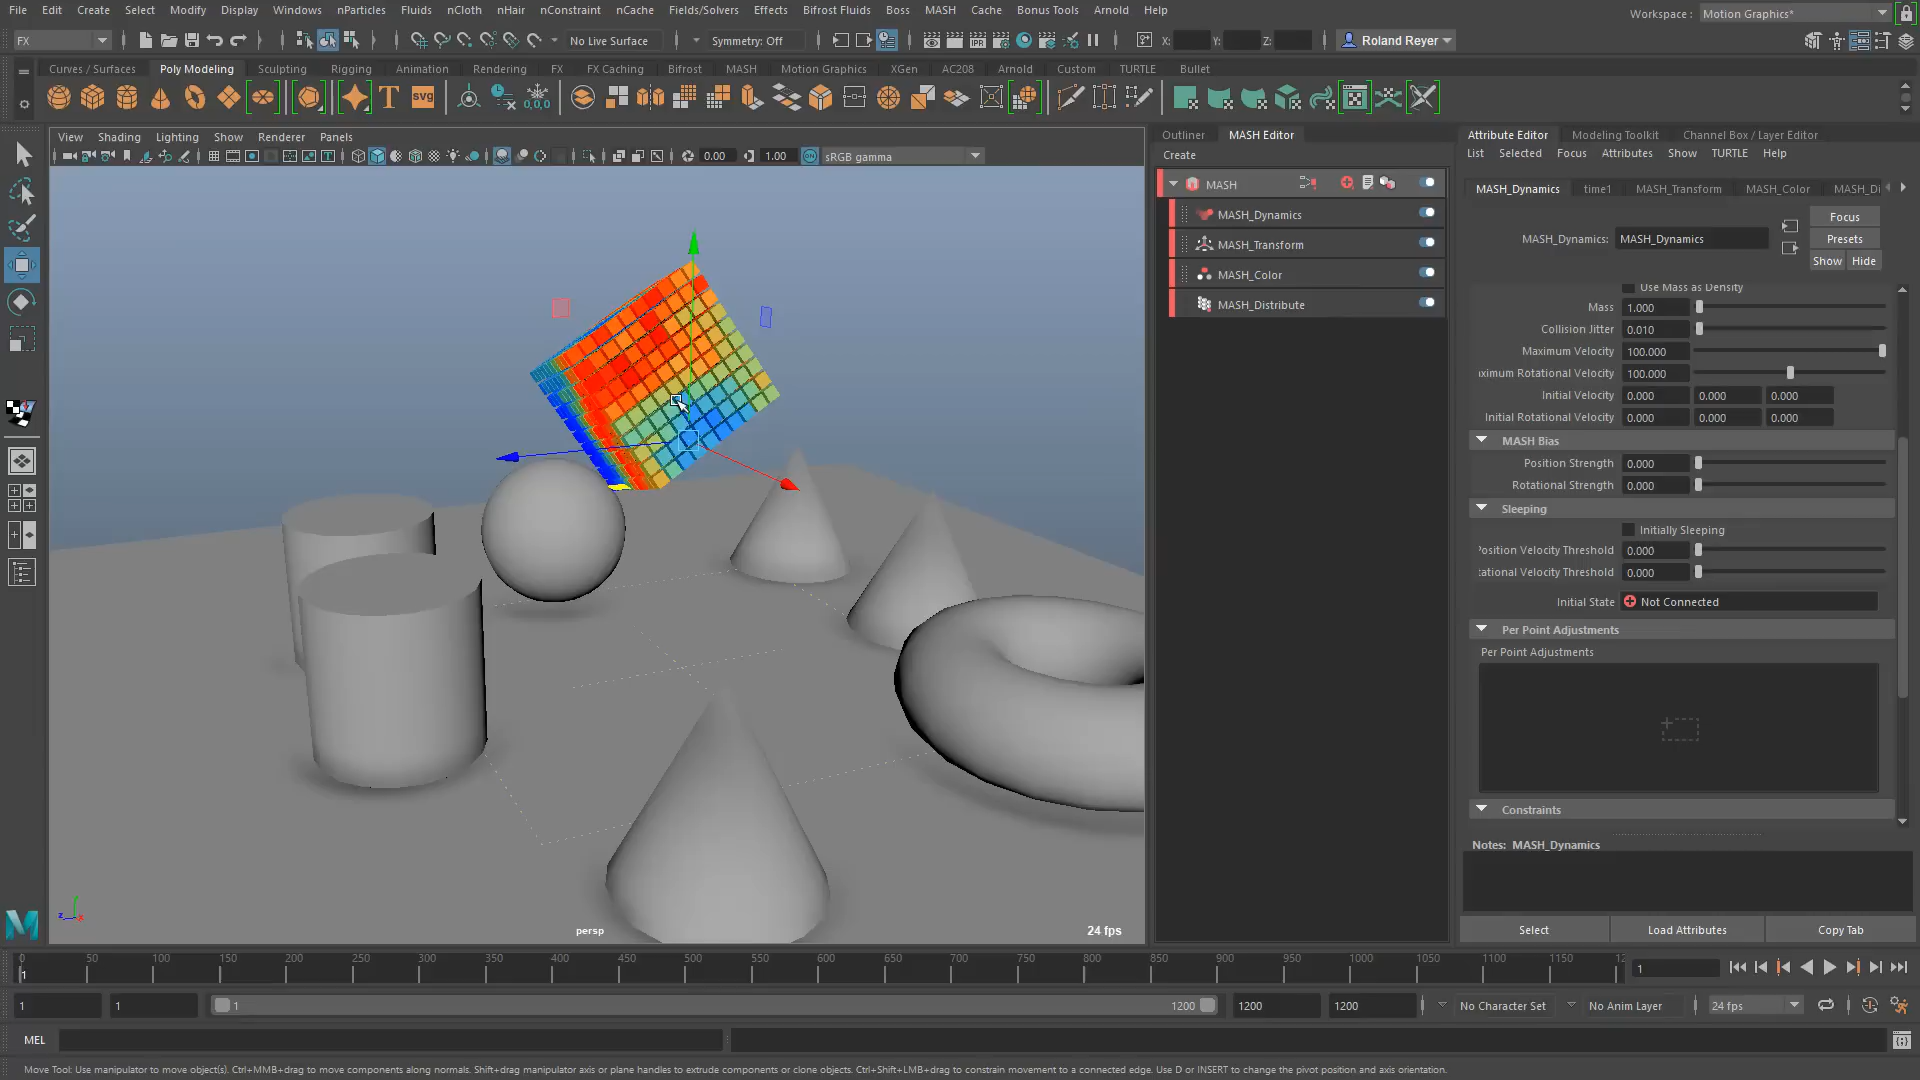 File Edit Create Select Modify Display Windows nParticles Fluids nCloth nHair nConstraint nCache Fields/Solvers Effects Bifrost Fluids Boss MASH Cache Bonus Tools Arnold Help Workspace : Motion Graphics*
FX No Live Surface Symmetry: Off X: Y: Z: Roland Reyer
Curves / Surfaces Poly Modeling Sculpting Rigging Animation Rendering FX FX Caching Bifrost MASH Motion Graphics XGen AC208 Arnold Custom TURTLE Bullet
T svg 0,0,0
View Shading Lighting Show Renderer Panels
IPR
0.00 1.00 ON sRGB gamma
Outliner MASH Editor
Create
MASH
MASH_Dynamics
MASH_Transform
MASH_Color
MASH_Distribute
Attribute Editor Modeling Toolkit Channel Box / Layer Editor
List Selected Focus Attributes Show TURTLE Help
MASH_Dynamics time1 MASH_Transform MASH_Color MASH_Di
Focus
MASH_Dynamics: MASH_Dynamics Presets
Show Hide
Use Mass as Density
Mass 1.000
Collision Jitter 0.010
Maximum Velocity 100.000
ximum Rotational Velocity 100.000
Initial Velocity 0.000 0.000 0.000
Initial Rotational Velocity 0.000 0.000 0.000
MASH Bias
Position Strength 0.000
Rotational Strength 0.000
Sleeping
Initially Sleeping
Position Velocity Threshold 0.000
tational Velocity Threshold 0.000
Initial State Not Connected
Per Point Adjustments
Per Point Adjustments
Constraints
Notes: MASH_Dynamics
Select Load Attributes Copy Tab
z y x
persp 24 fps
M
0 50 100 150 200 250 300 350 400 450 500 550 600 650 700 750 800 850 900 950 1000 1050 1100 1150 12
1 1
1 1 1 1200 1200 1200 No Character Set No Anim Layer 24 fps
MEL
Move Tool: Use manipulator to move object(s). Ctrl+MMB+drag to move components along normals. Shift+drag manipulator axis or plane handles to extrude components or clone objects. Ctrl+Shift+LMB+drag to constrain movement to a connected edge. Use D or INSERT to change the pivot position and axis orientation.